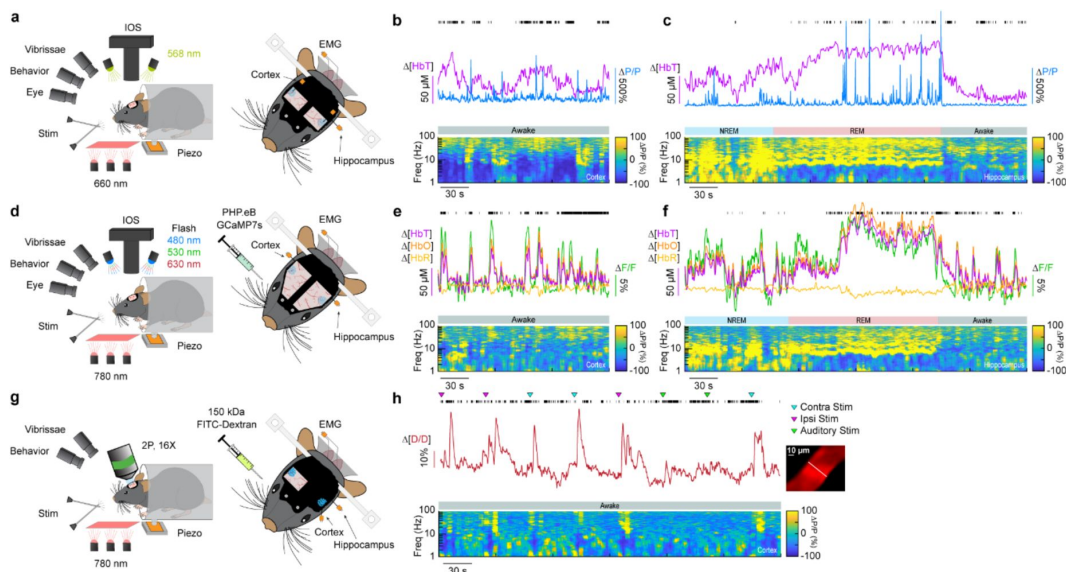 a
IOS
Vibrissae
568 nm
Behavior
Eye
Stim
Piezo
660 nm
EMG
Cortex
Hippocampus
b
Δ[HbT]
50 µM
ΔP/P
500%
Awake
Freq (Hz)
100
10
1
Cortex
100
0
-100
ΔP/P (%)
30 s
c
Δ[HbT]
50 µM
ΔP/P
500%
NREM
REM
Awake
Freq (Hz)
100
10
1
Hippocampus
100
0
-100
ΔP/P (%)
30 s
d
IOS
Vibrissae
Flash
480 nm
Behavior
530 nm
630 nm
Eye
Stim
Piezo
780 nm
PHP.eB
GCaMP7s
EMG
Cortex
Hippocampus
e
Δ[HbT]
Δ[HbO]
Δ[HbR]
50 µM
ΔF/F
5%
Awake
Freq (Hz)
100
10
1
Cortex
100
0
-100
ΔP/P (%)
30 s
f
Δ[HbT]
Δ[HbO]
Δ[HbR]
50 µM
ΔF/F
5%
NREM
REM
Awake
Freq (Hz)
100
10
1
Hippocampus
100
0
-100
ΔP/P (%)
30 s
g
Vibrissae
Behavior
2P, 16X
Stim
Piezo
780 nm
150 kDa
FITC-Dextran
EMG
Cortex
Hippocampus
h
Δ[D/D]
10%
Contra Stim
Ipsi Stim
Auditory Stim
10 µm
Awake
Freq (Hz)
100
10
1
Cortex
100
0
-100
ΔP/P (%)
30 s